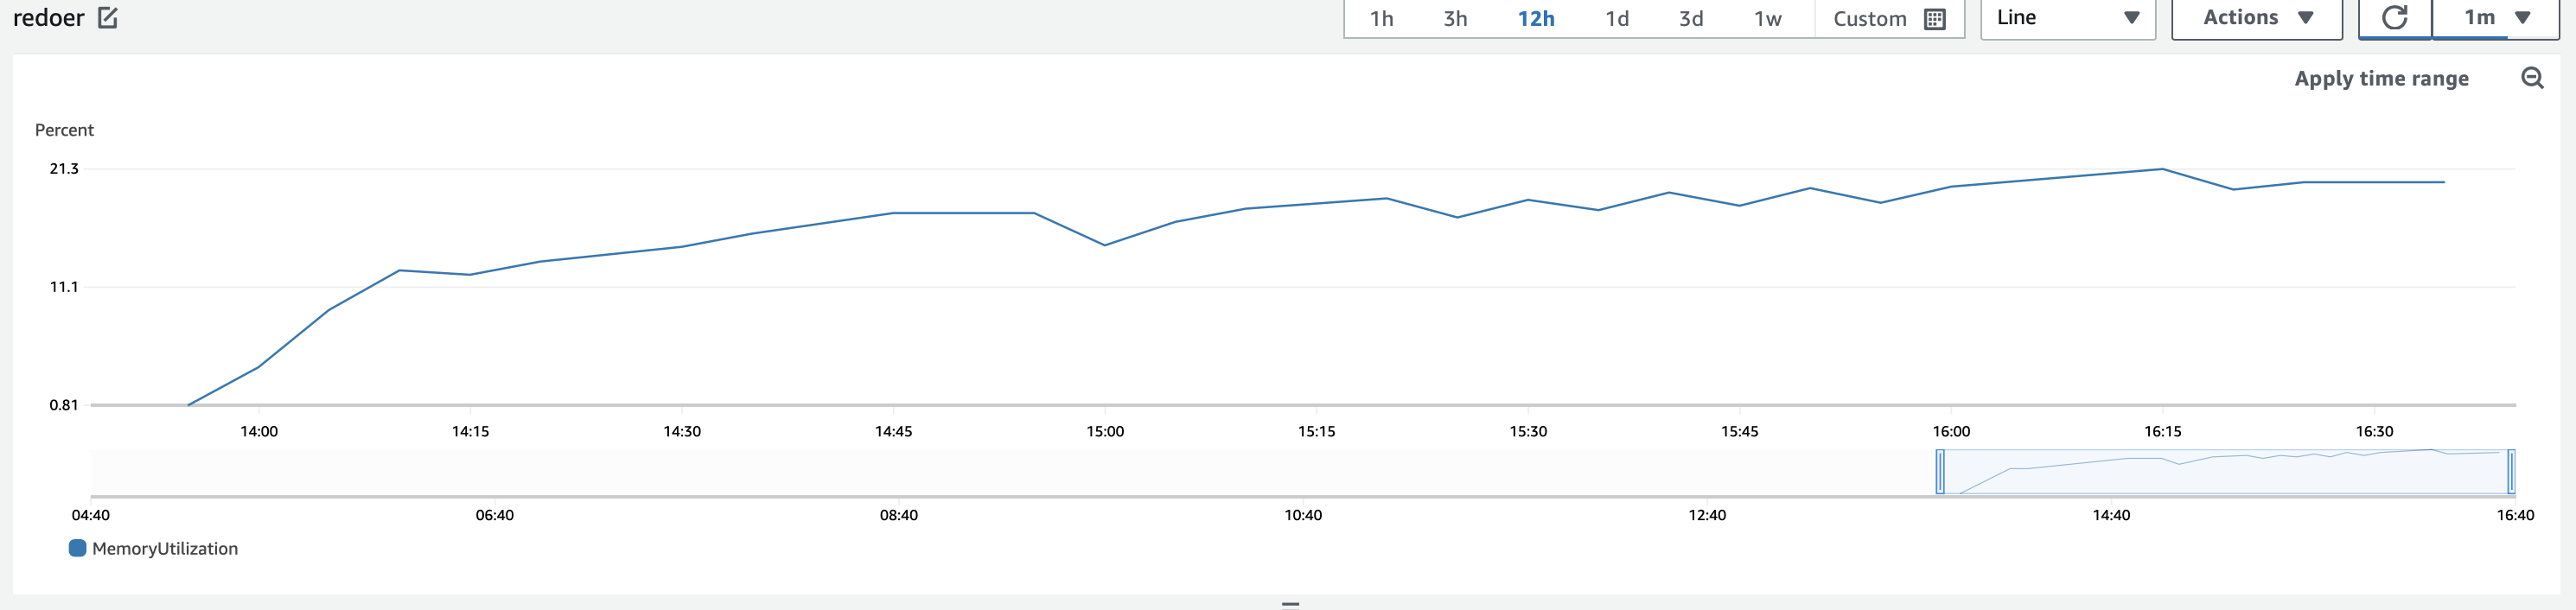 redoer
1h 3h 12h 1d 3d 1w Custom Line Actions 1m
Apply time range
Percent
21.3
11.1
0.81
14:00 14:15 14:30 14:45 15:00 15:15 15:30 15:45 16:00 16:15 16:30
04:40 06:40 08:40 10:40 12:40 14:40 16:40
MemoryUtilization